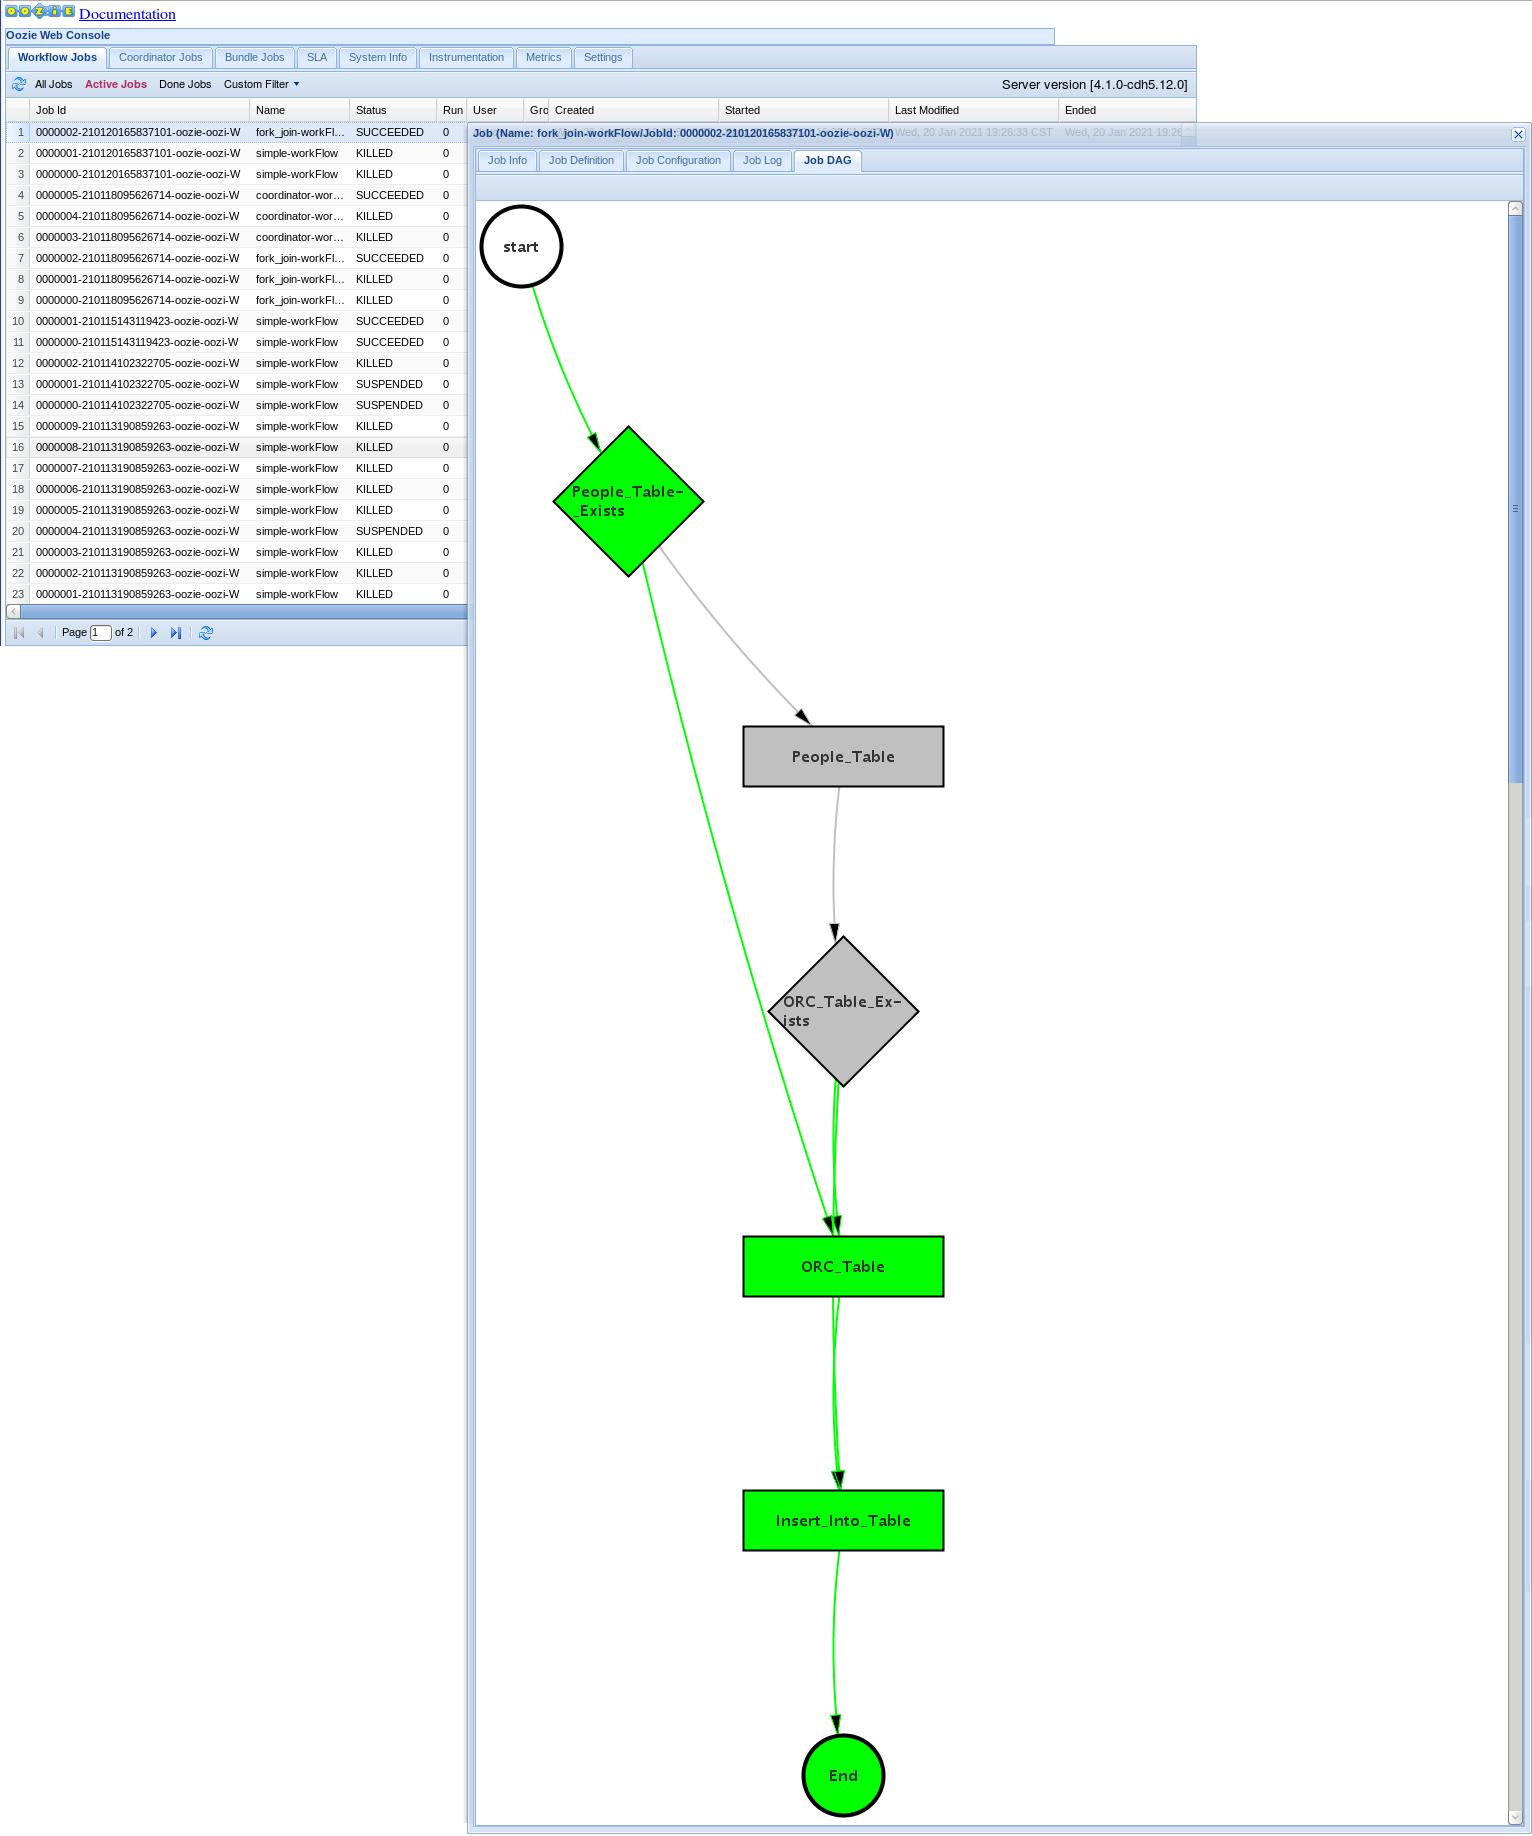 OOZIE Documentation
Oozie Web Console
Workflow Jobs Coordinator Jobs Bundle Jobs SLA System Info Instrumentation Metrics Settings
All Jobs Active Jobs Done Jobs Custom Filter Server version [4.1.0-cdh5.12.0]
Job Id Name Status Run User Gro Created Started Last Modified Ended
1 0000002-210120165837101-oozie-oozi-W fork_join-workFl... SUCCEEDED 0
2 0000001-210120165837101-oozie-oozi-W simple-workFlow KILLED 0
3 0000000-210120165837101-oozie-oozi-W simple-workFlow KILLED 0
4 0000005-210118095626714-oozie-oozi-W coordinator-wor... SUCCEEDED 0
5 0000004-210118095626714-oozie-oozi-W coordinator-wor... KILLED 0
6 0000003-210118095626714-oozie-oozi-W coordinator-wor... KILLED 0
7 0000002-210118095626714-oozie-oozi-W fork_join-workFl... SUCCEEDED 0
8 0000001-210118095626714-oozie-oozi-W fork_join-workFl... KILLED 0
9 0000000-210118095626714-oozie-oozi-W fork_join-workFl... KILLED 0
10 0000001-210115143119423-oozie-oozi-W simple-workFlow SUCCEEDED 0
11 0000000-210115143119423-oozie-oozi-W simple-workFlow SUCCEEDED 0
12 0000002-210114102322705-oozie-oozi-W simple-workFlow KILLED 0
13 0000001-210114102322705-oozie-oozi-W simple-workFlow SUSPENDED 0
14 0000000-210114102322705-oozie-oozi-W simple-workFlow SUSPENDED 0
15 0000009-210113190859263-oozie-oozi-W simple-workFlow KILLED 0
16 0000008-210113190859263-oozie-oozi-W simple-workFlow KILLED 0
17 0000007-210113190859263-oozie-oozi-W simple-workFlow KILLED 0
18 0000006-210113190859263-oozie-oozi-W simple-workFlow KILLED 0
19 0000005-210113190859263-oozie-oozi-W simple-workFlow KILLED 0
20 0000004-210113190859263-oozie-oozi-W simple-workFlow SUSPENDED 0
21 0000003-210113190859263-oozie-oozi-W simple-workFlow KILLED 0
22 0000002-210113190859263-oozie-oozi-W simple-workFlow KILLED 0
23 0000001-210113190859263-oozie-oozi-W simple-workFlow KILLED 0
Page 1 of 2
Job (Name: fork_join-workFlow/JobId: 0000002-210120165837101-oozie-oozi-W) Wed, 20 Jan 2021 19:26:33 CST Wed, 20 Jan 2021 19:26
Job Info Job Definition Job Configuration Job Log Job DAG
start
People_Table-
_Exists
People_Table
ORC_Table_Ex-
ists
ORC_Table
Insert_Into_Table
End